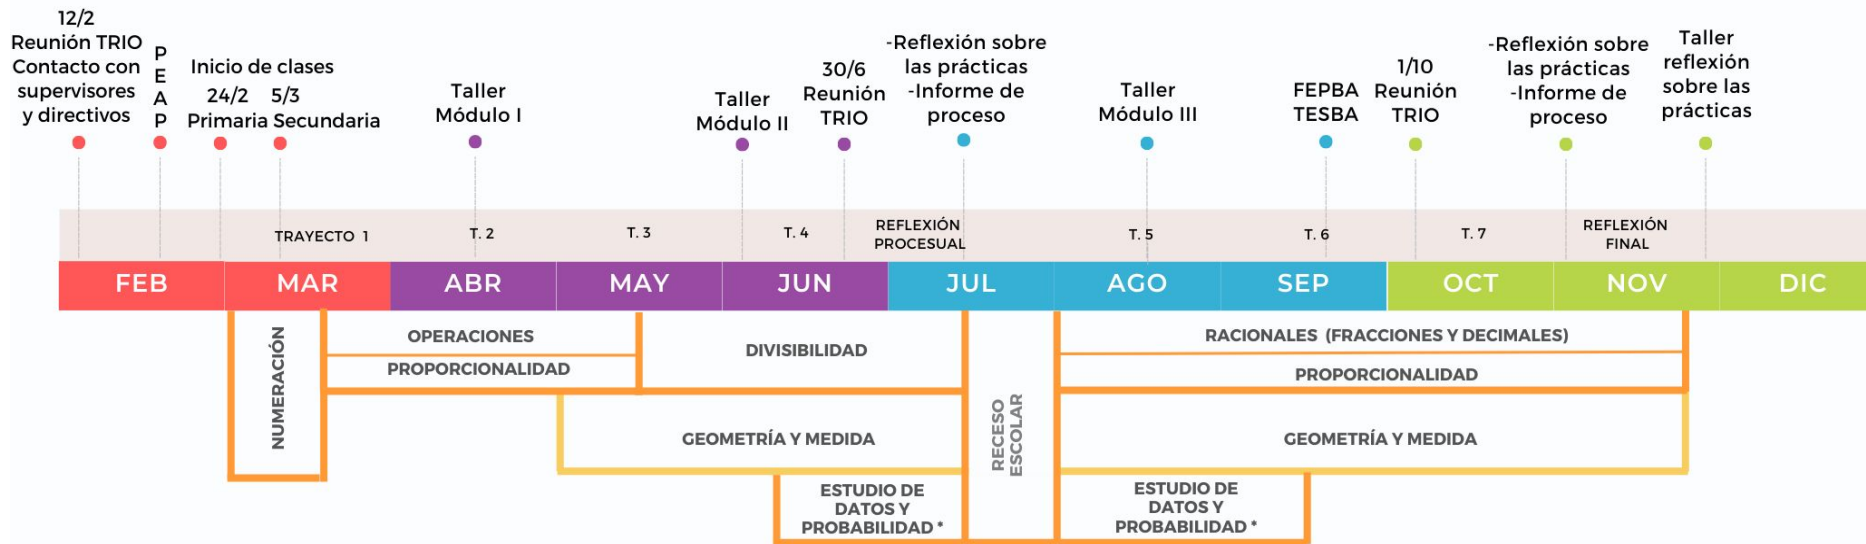 12/2
Reunión TRIO
Contacto con
supervisores
y directivos
P
E
A
P
Inicio de clases
24/2 5/3
Primaria Secundaria
Taller
Módulo I
Taller
Módulo II
30/6
Reunión
TRIO
-Reflexión sobre
las prácticas
-Informe de
proceso
Taller
Módulo III
FEPBA
TESBA
1/10
Reunión
TRIO
-Reflexión sobre
las prácticas
-Informe de
proceso
Taller
reflexión
sobre las
prácticas
TRAYECTO 1
T. 2
T. 3
T. 4
REFLEXIÓN
PROCESUAL
T. 5
T. 6
T. 7
REFLEXIÓN
FINAL
FEB MAR ABR MAY JUN JUL AGO SEP OCT NOV DIC
NUMERACIÓN
OPERACIONES
PROPORCIONALIDAD
DIVISIBILIDAD
GEOMETRÍA Y MEDIDA
ESTUDIO DE
DATOS Y
PROBABILIDAD *
RECESO
ESCOLAR
RACIONALES (FRACCIONES Y DECIMALES)
PROPORCIONALIDAD
GEOMETRÍA Y MEDIDA
ESTUDIO DE
DATOS Y
PROBABILIDAD *